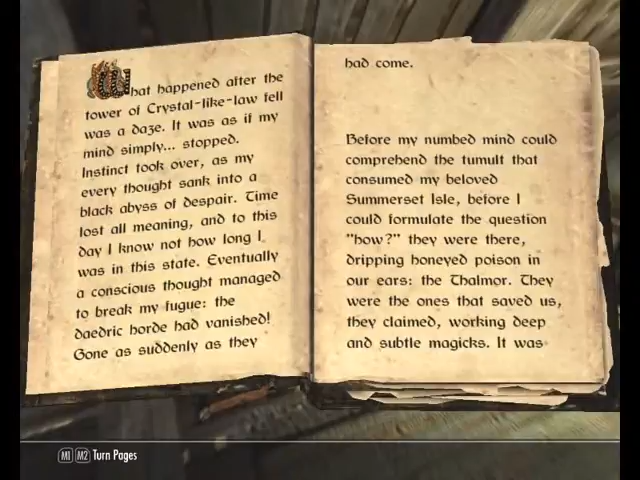 What happened after the
tower of Crystal-like-law fell
was a daze. It was as if my
mind simply... stopped.
Instinct took over, as my
every thought sank into a
black abyss of despair. Time
lost all meaning, and to this
day I know not how long I
was in this state. Eventually
a conscious thought managed
to break my fugue: the
daedric horde had vanished!
Gone as suddenly as they
had come.
Before my numbed mind could
comprehend the tumult that
consumed my beloved
Summerset Isle, before I
could formulate the question
"how?" they were there,
dripping honeyed poison in
our ears: the Thalmor. They
were the ones that saved us,
they claimed, working deep
and subtle magicks. It was
M1 M2 Turn Pages